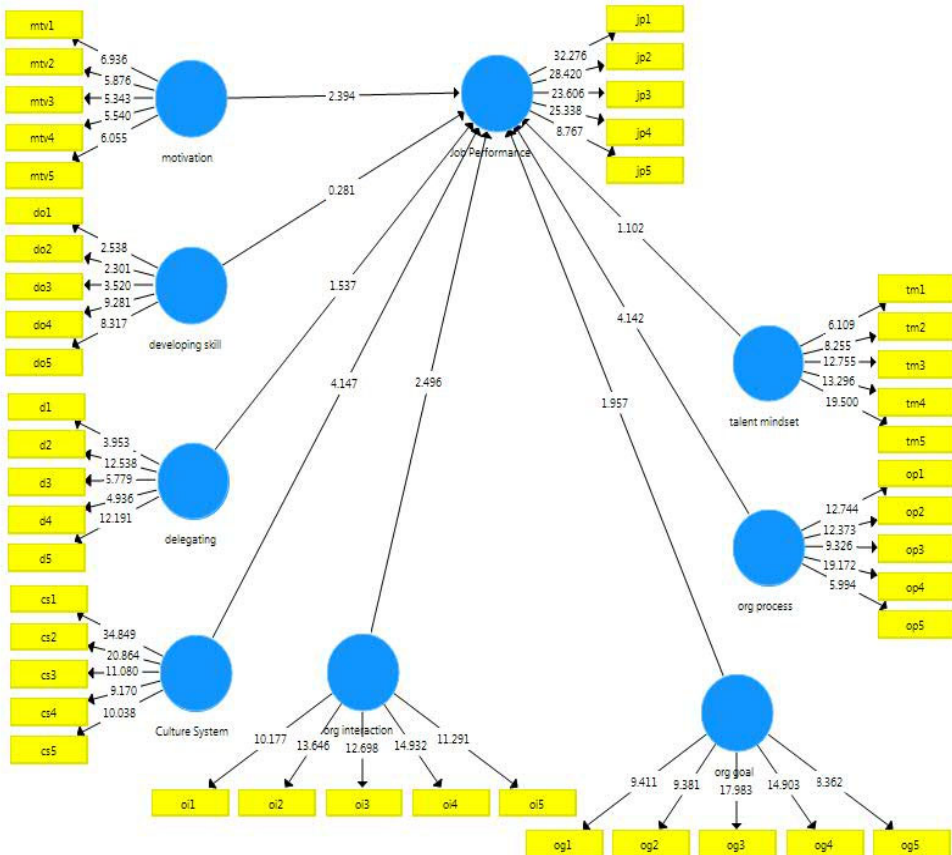 mtv1
mtv2
mtv3
mtv4
mtv5
6.936
5.876
5.343
5.540
6.055
motivation
2.394
jp1
jp2
jp3
jp4
jp5
32.276
28.420
23.606
25.338
8.767
Job Performance
do1
do2
do3
do4
do5
2.538
2.301
3.520
9.281
8.317
developing skill
0.281
1.102
1.537
4.142
4.147
2.496
1.957
tm1
tm2
tm3
tm4
tm5
6.109
8.255
12.755
13.296
19.500
talent mindset
d1
d2
d3
d4
d5
3.953
12.538
5.779
4.936
12.191
delegating
op1
op2
op3
op4
op5
12.744
12.373
9.326
19.172
5.994
org process
cs1
cs2
cs3
cs4
cs5
34.849
20.864
11.080
9.170
10.038
Culture System
org interaction
10.177
13.646
12.698
14.932
11.291
oi1
oi2
oi3
oi4
oi5
org goal
9.411
9.381
17.983
14.903
8.362
og1
og2
og3
og4
og5